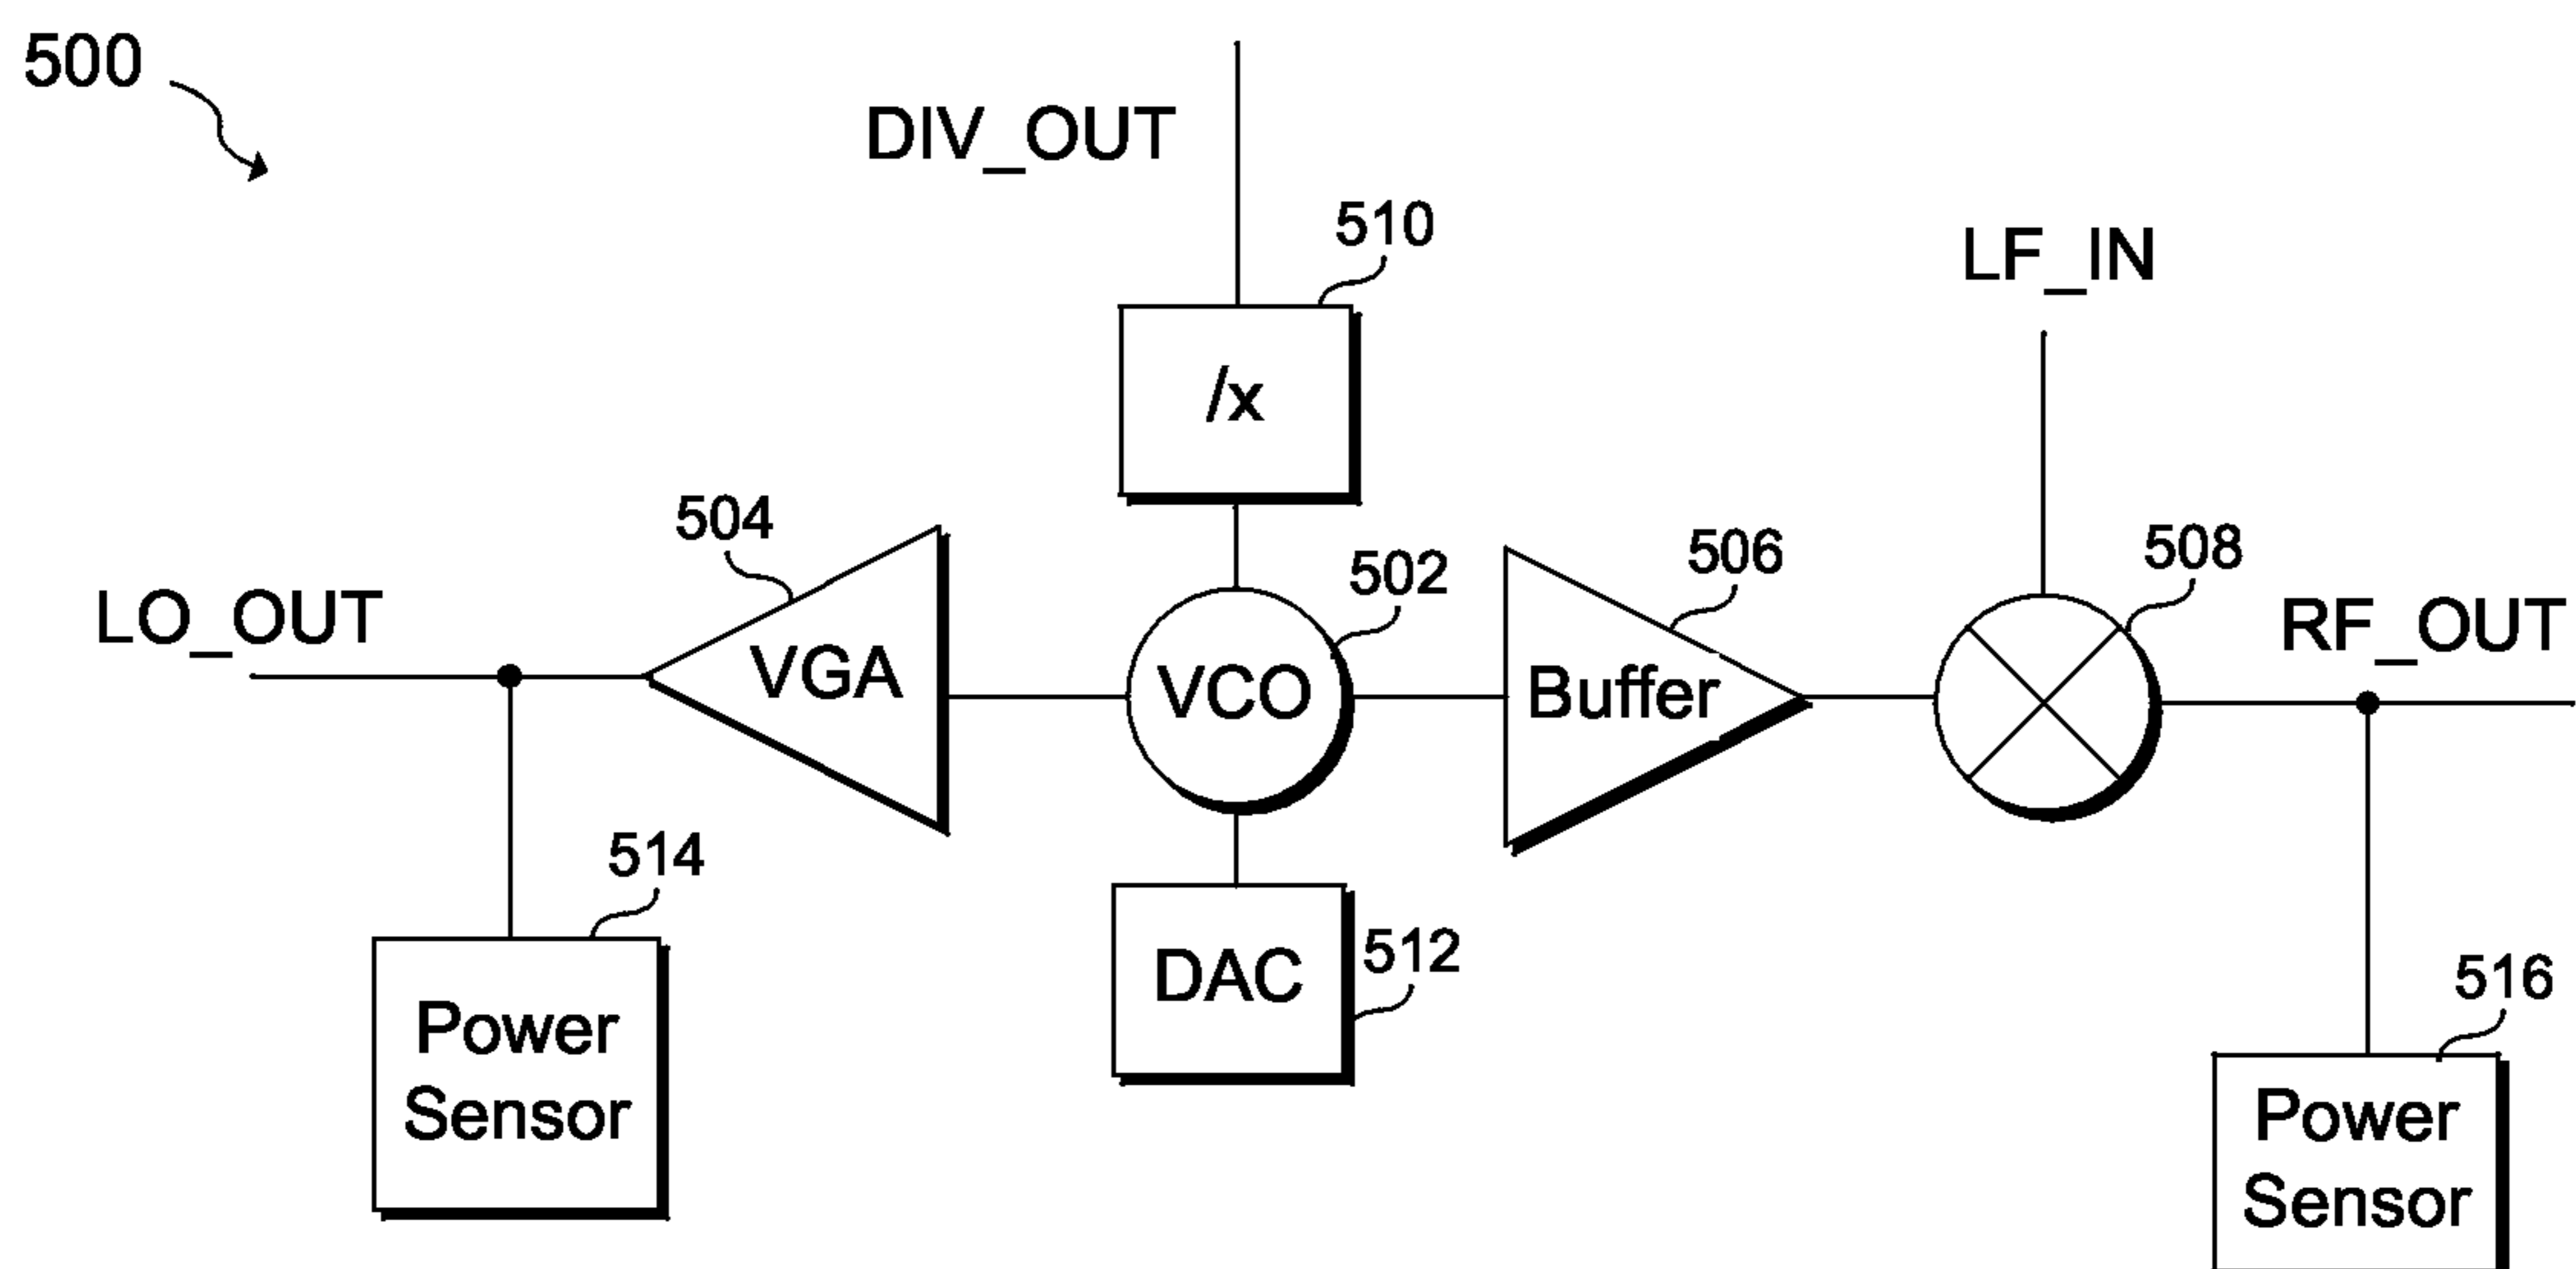 500
DIV_OUT
510
LF_IN
/x
504
502
506
508
LO_OUT
RF_OUT
VGA
VCO
Buffer
514
DAC
512
516
Power
Sensor
Power
Sensor